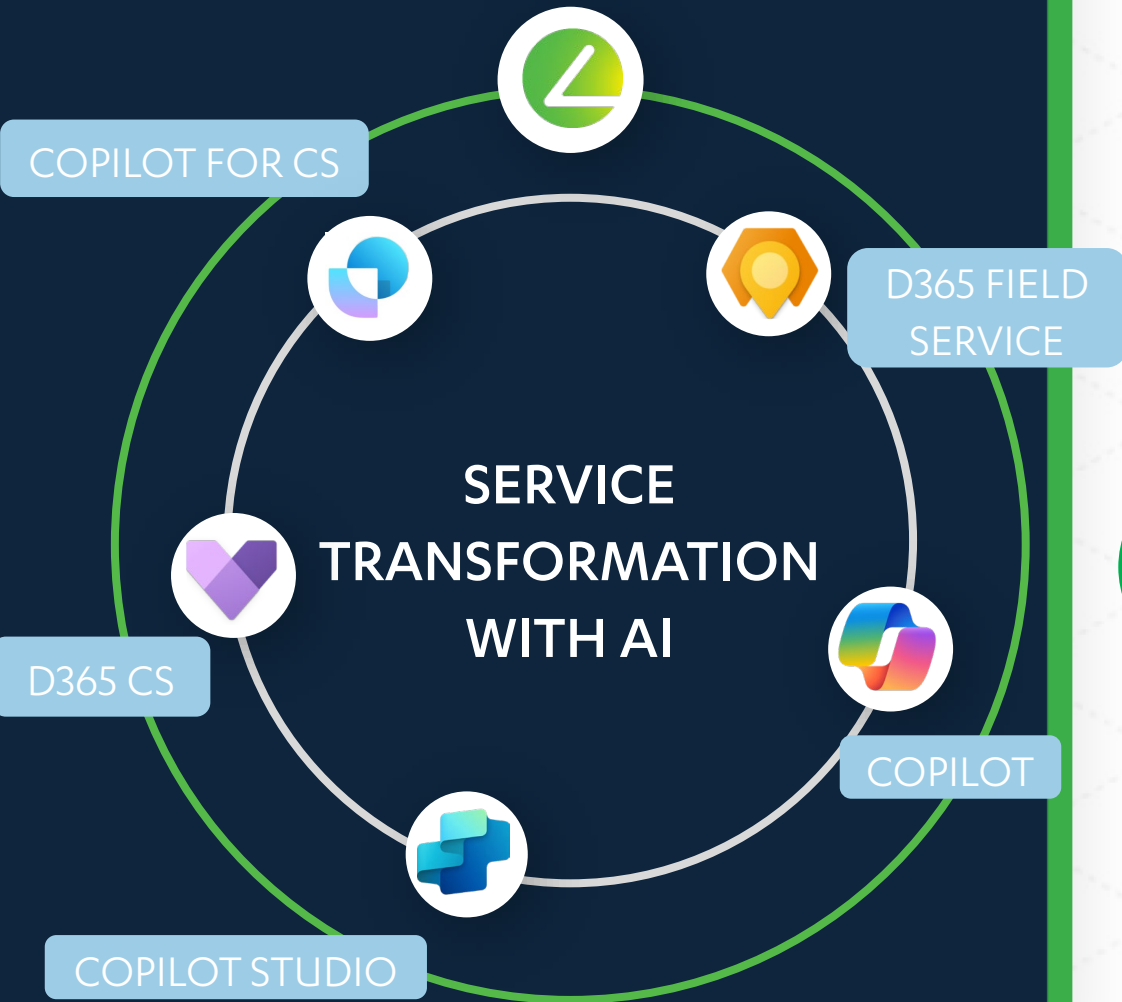 COPILOT FOR CS
D365 FIELD
SERVICE
SERVICE
TRANSFORMATION
WITH AI
D365 CS
COPILOT
COPILOT STUDIO